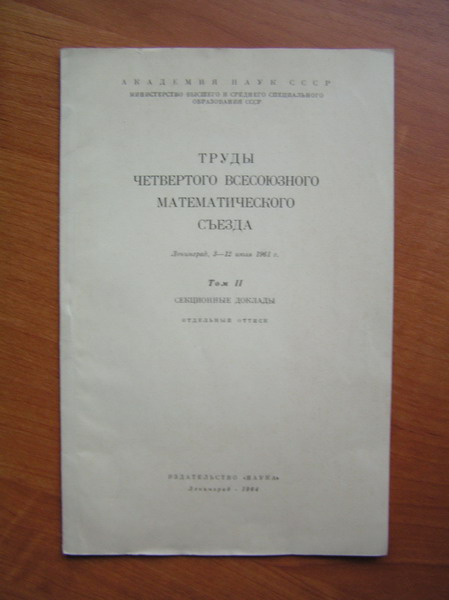 АКАДЕМИЯ НАУК СССР
МИНИСТЕРСТВО ВЫСШЕГО И СРЕДНЕГО СПЕЦИАЛЬНОГО
ОБРАЗОВАНИЯ СССР
ТРУДЫ
ЧЕТВЕРТОГО ВСЕСОЮЗНОГО
МАТЕМАТИЧЕСКОГО
СЪЕЗДА
Ленинград, 3—12 июля 1961 г.
Том II
СЕКЦИОННЫЕ ДОКЛАДЫ
ОТДЕЛЬНЫЙ ОТТИСК
ИЗДАТЕЛЬСТВО «НАУКА»
Ленинград · 1964